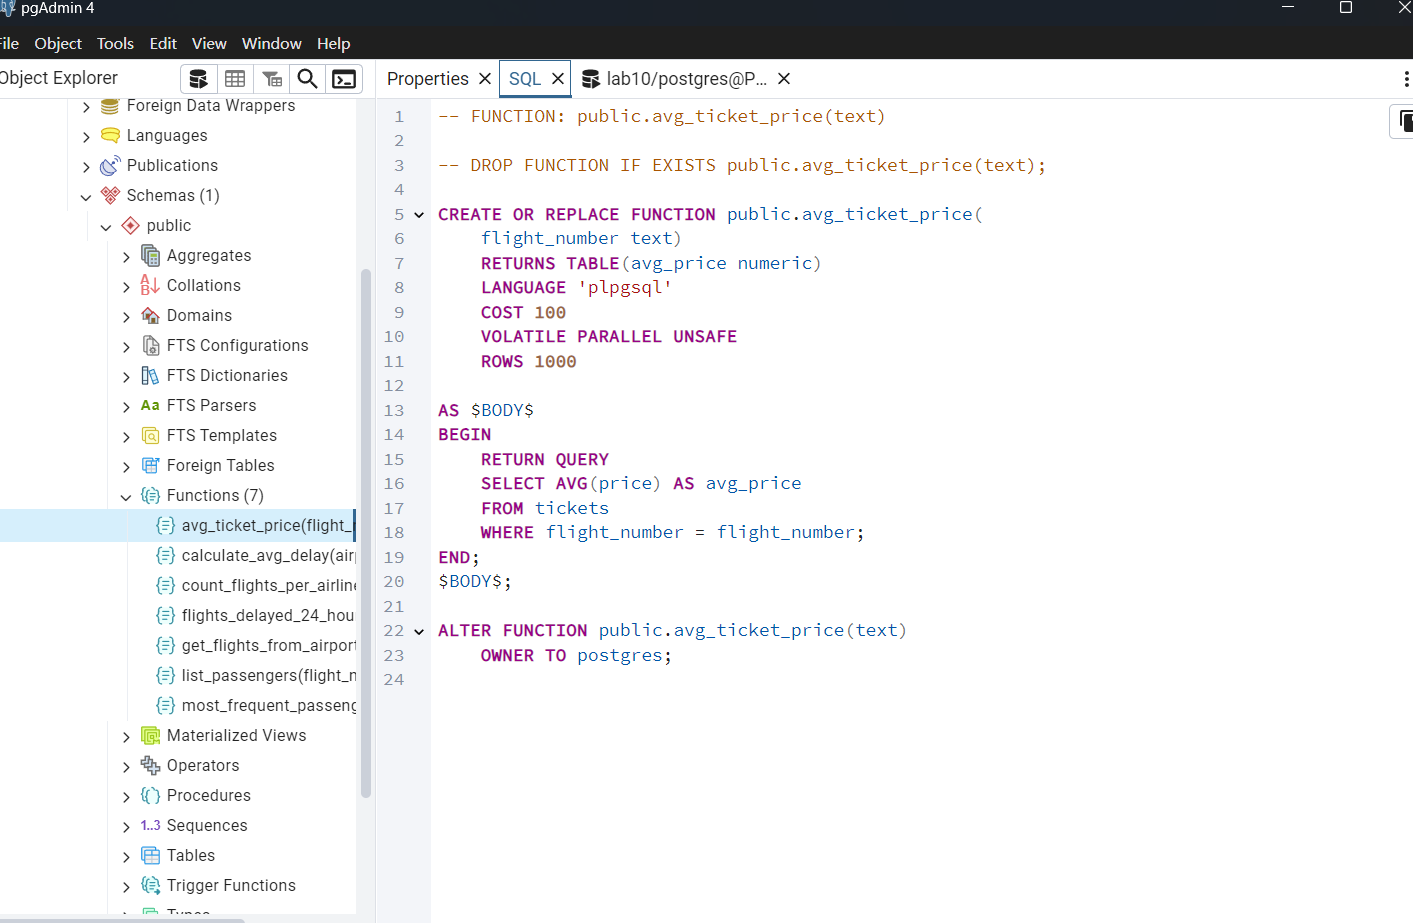 pgAdmin 4
File Object Tools Edit View Window Help
Object Explorer
Properties SQL lab10/postgres@P...
Foreign Data Wrappers
Languages
Publications
Schemas (1)
public
Aggregates
Collations
Domains
FTS Configurations
FTS Dictionaries
Aa FTS Parsers
FTS Templates
Foreign Tables
Functions (7)
avg_ticket_price(flight_
calculate_avg_delay(air
count_flights_per_airline
flights_delayed_24_hou
get_flights_from_airport
list_passengers(flight_n
most_frequent_passeng
Materialized Views
Operators
Procedures
1..3 Sequences
Tables
Trigger Functions
Types
1 -- FUNCTION: public.avg_ticket_price(text)
2
3 -- DROP FUNCTION IF EXISTS public.avg_ticket_price(text);
4
5 CREATE OR REPLACE FUNCTION public.avg_ticket_price(
6 flight_number text)
7 RETURNS TABLE(avg_price numeric)
8 LANGUAGE 'plpgsql'
9 COST 100
10 VOLATILE PARALLEL UNSAFE
11 ROWS 1000
12
13 AS $BODY$
14 BEGIN
15 RETURN QUERY
16 SELECT AVG(price) AS avg_price
17 FROM tickets
18 WHERE flight_number = flight_number;
19 END;
20 $BODY$;
21
22 ALTER FUNCTION public.avg_ticket_price(text)
23 OWNER TO postgres;
24